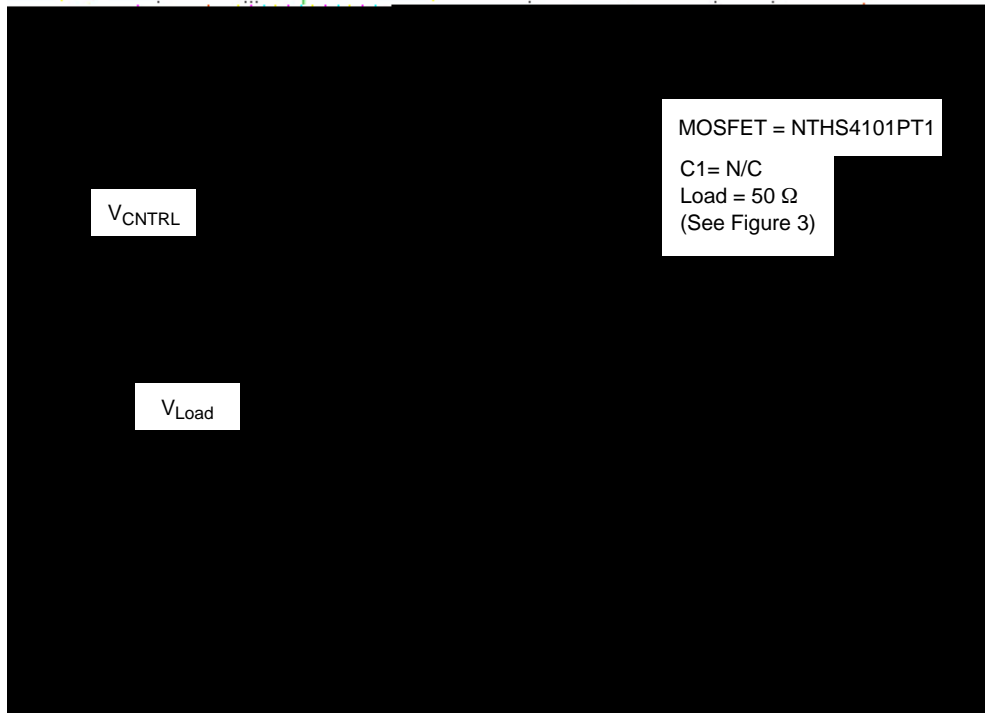 MOSFET = NTHS4101PT1
C1= N/C
Load = 50 Ω
(See Figure 3)
VCNTRL
VLoad